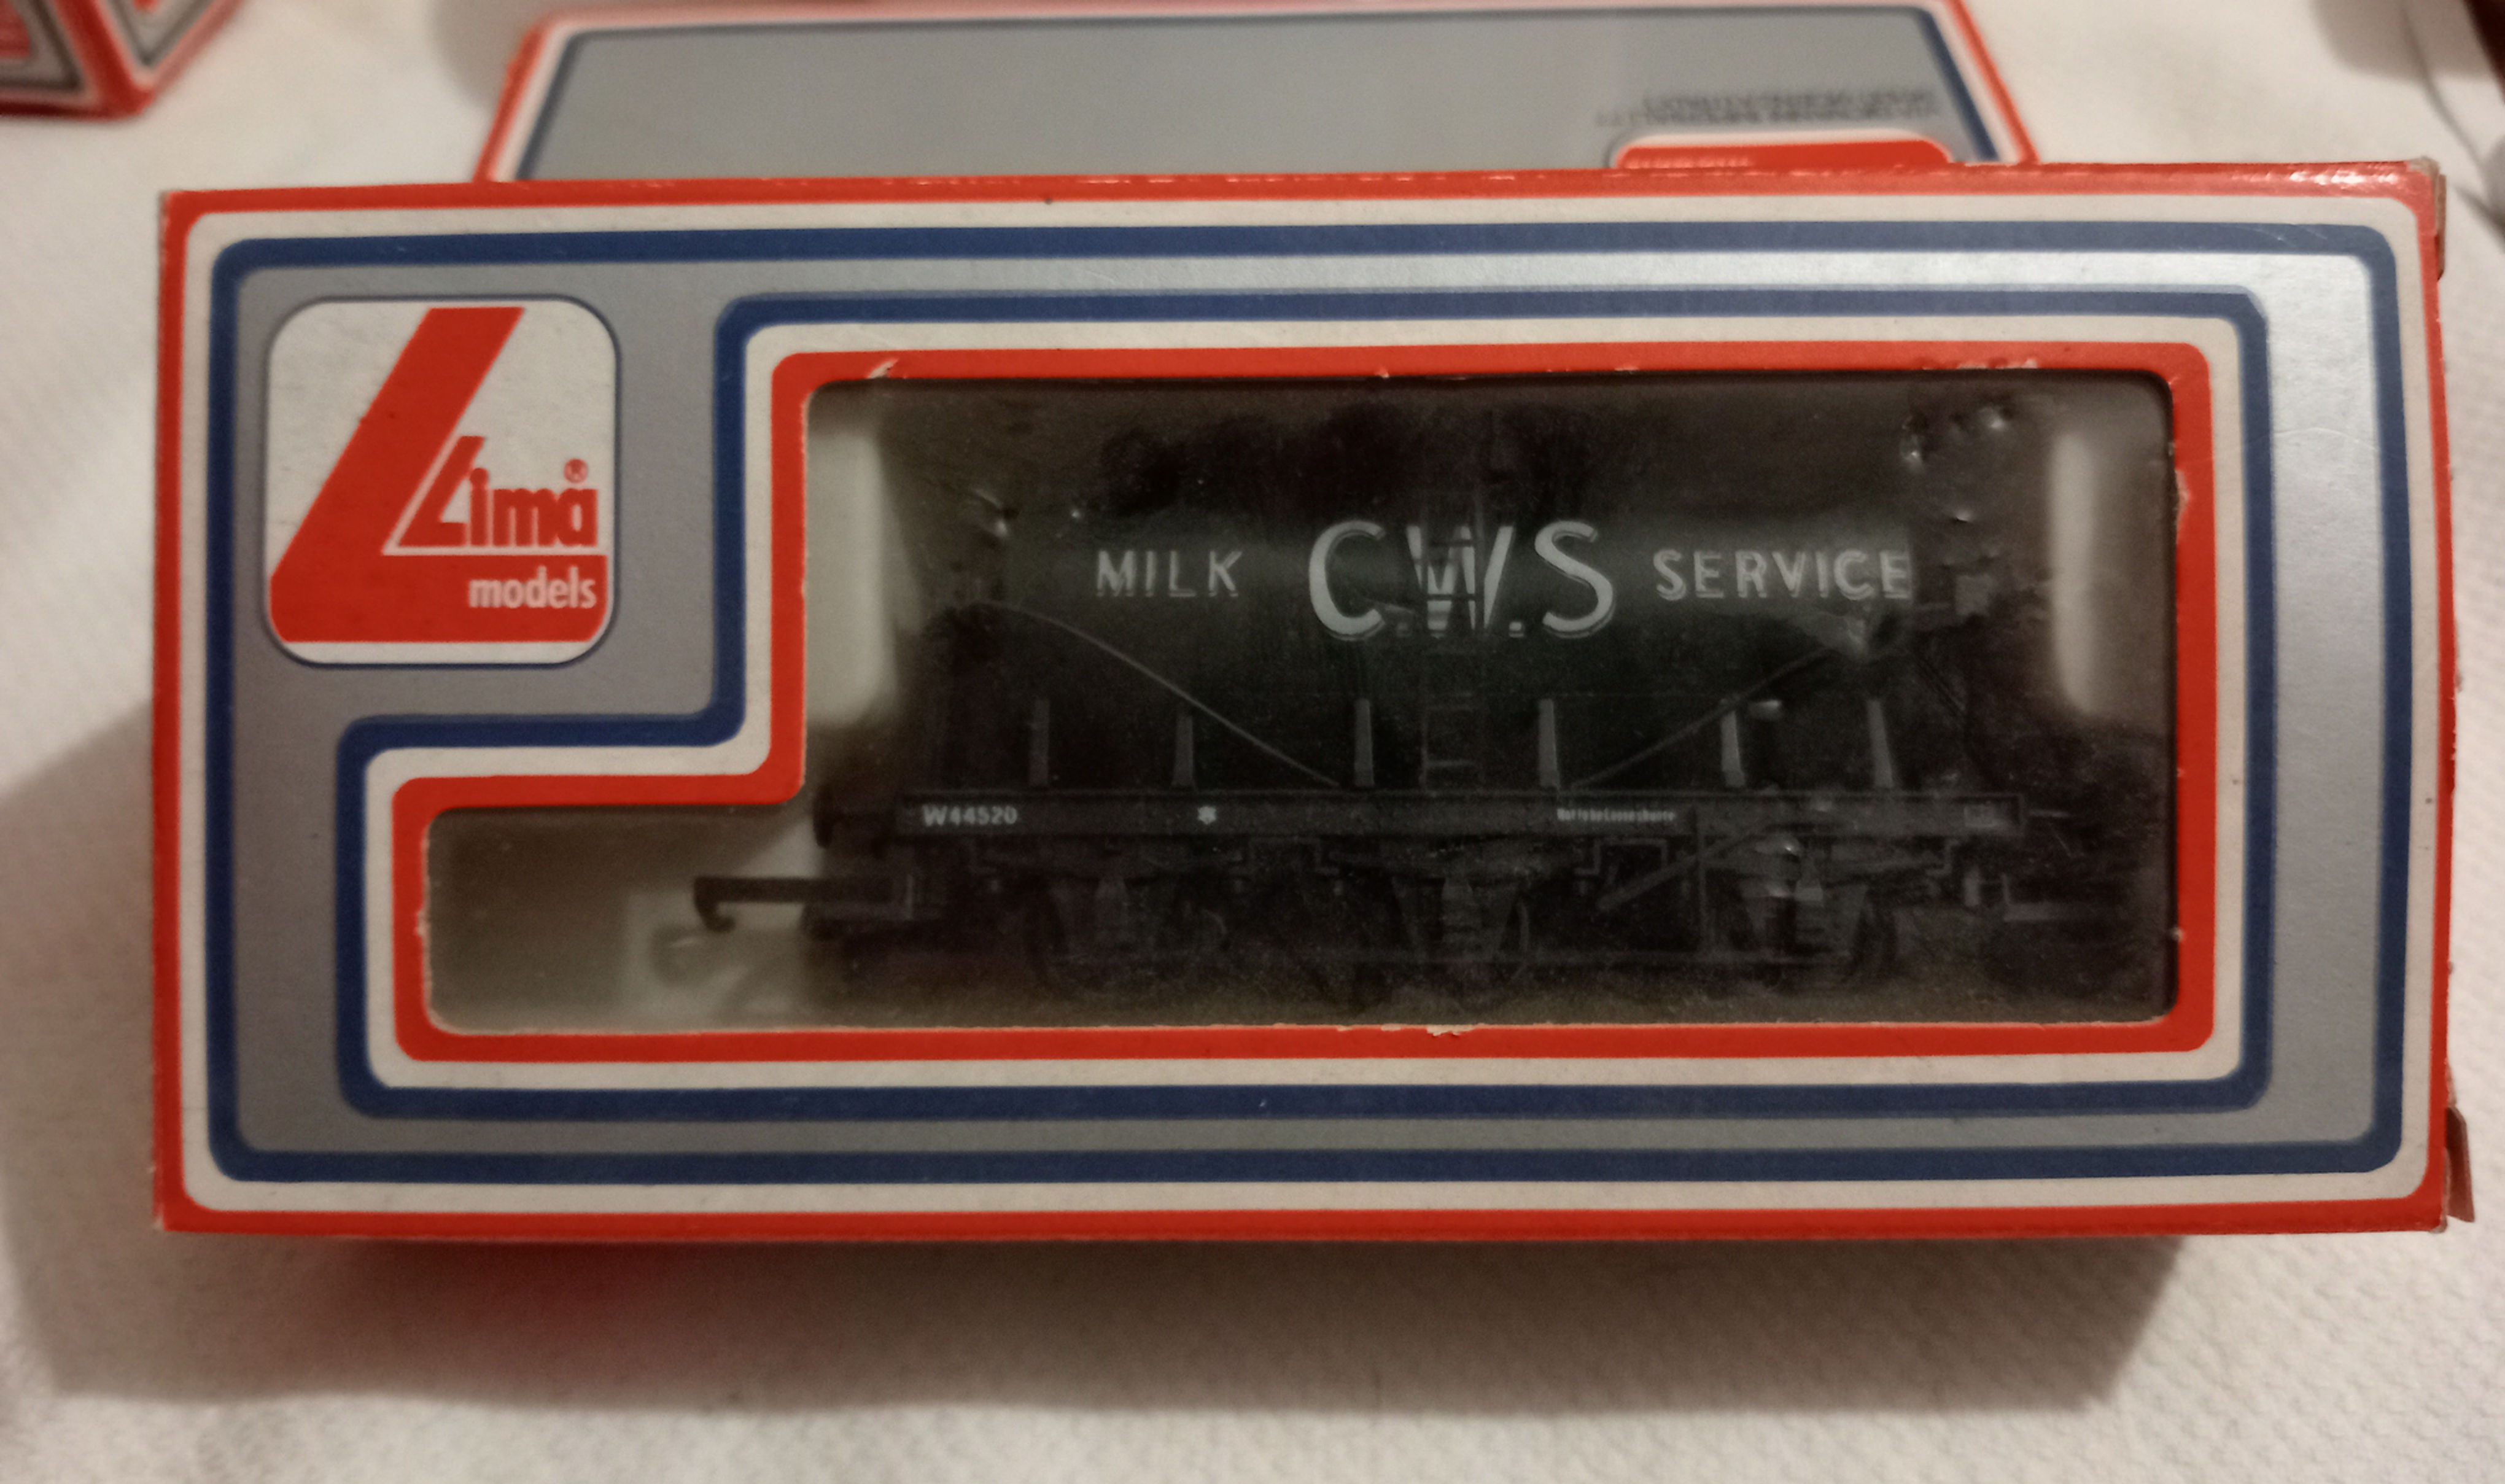 Lima®
models
MILK C.W.S SERVICE
W44520 *